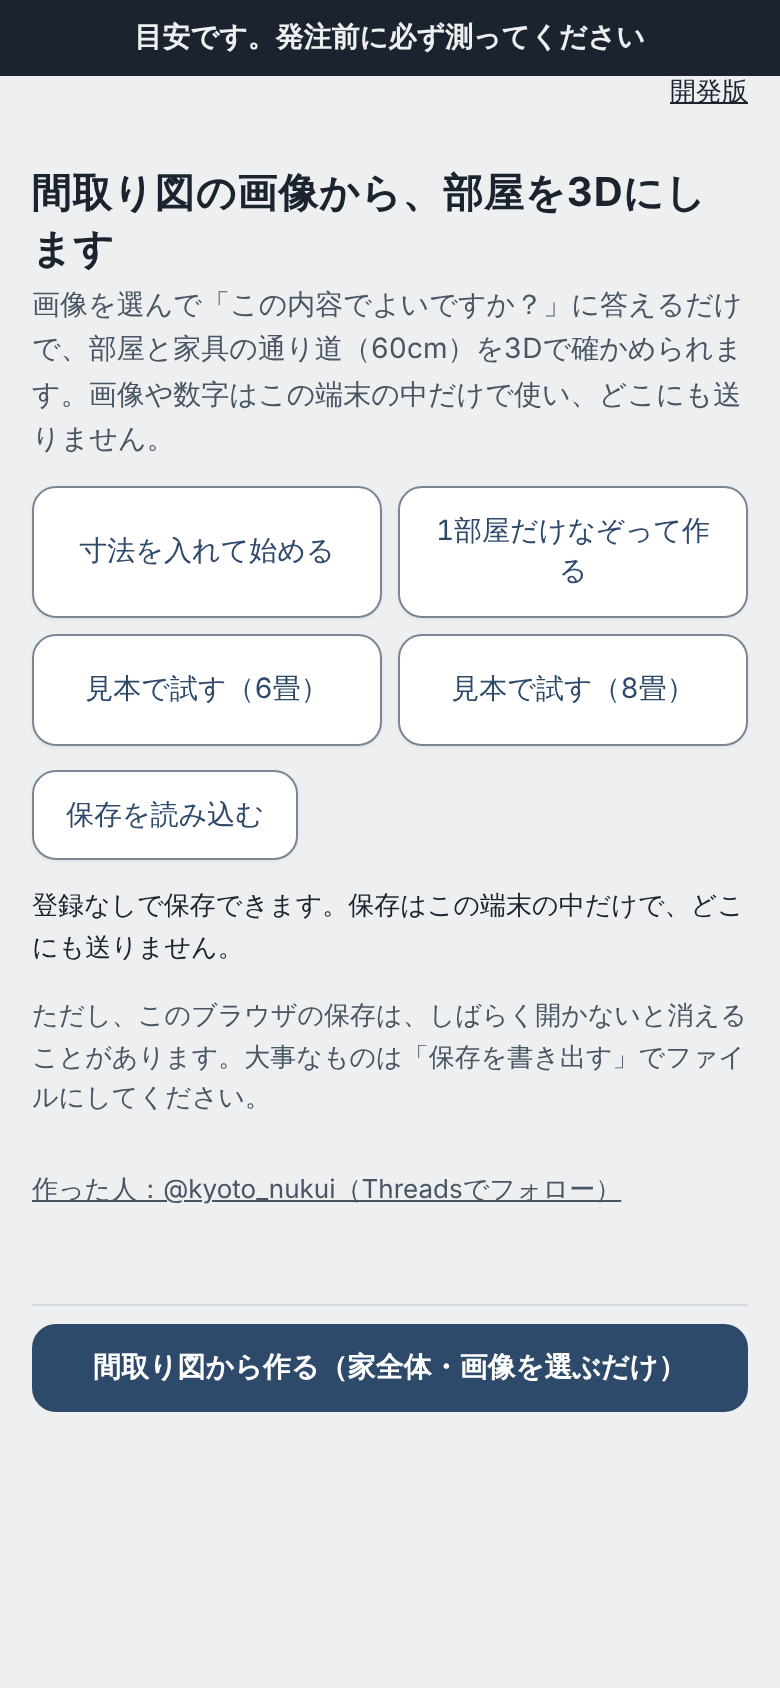 目安です。発注前に必ず測ってください
開発版
間取り図の画像から、部屋を3Dにし
ます
画像を選んで「この内容でよいですか？」に答えるだけ
で、部屋と家具の通り道（60cm）を3Dで確かめられま
す。画像や数字はこの端末の中だけで使い、どこにも送
りません。
寸法を入れて始める
1部屋だけなぞって作
る
見本で試す（6畳）
見本で試す（8畳）
保存を読み込む
登録なしで保存できます。保存はこの端末の中だけで、どこ
にも送りません。
ただし、このブラウザの保存は、しばらく開かないと消える
ことがあります。大事なものは「保存を書き出す」でファイ
ルにしてください。
作った人：@kyoto_nukui（Threadsでフォロー）
間取り図から作る（家全体・画像を選ぶだけ）